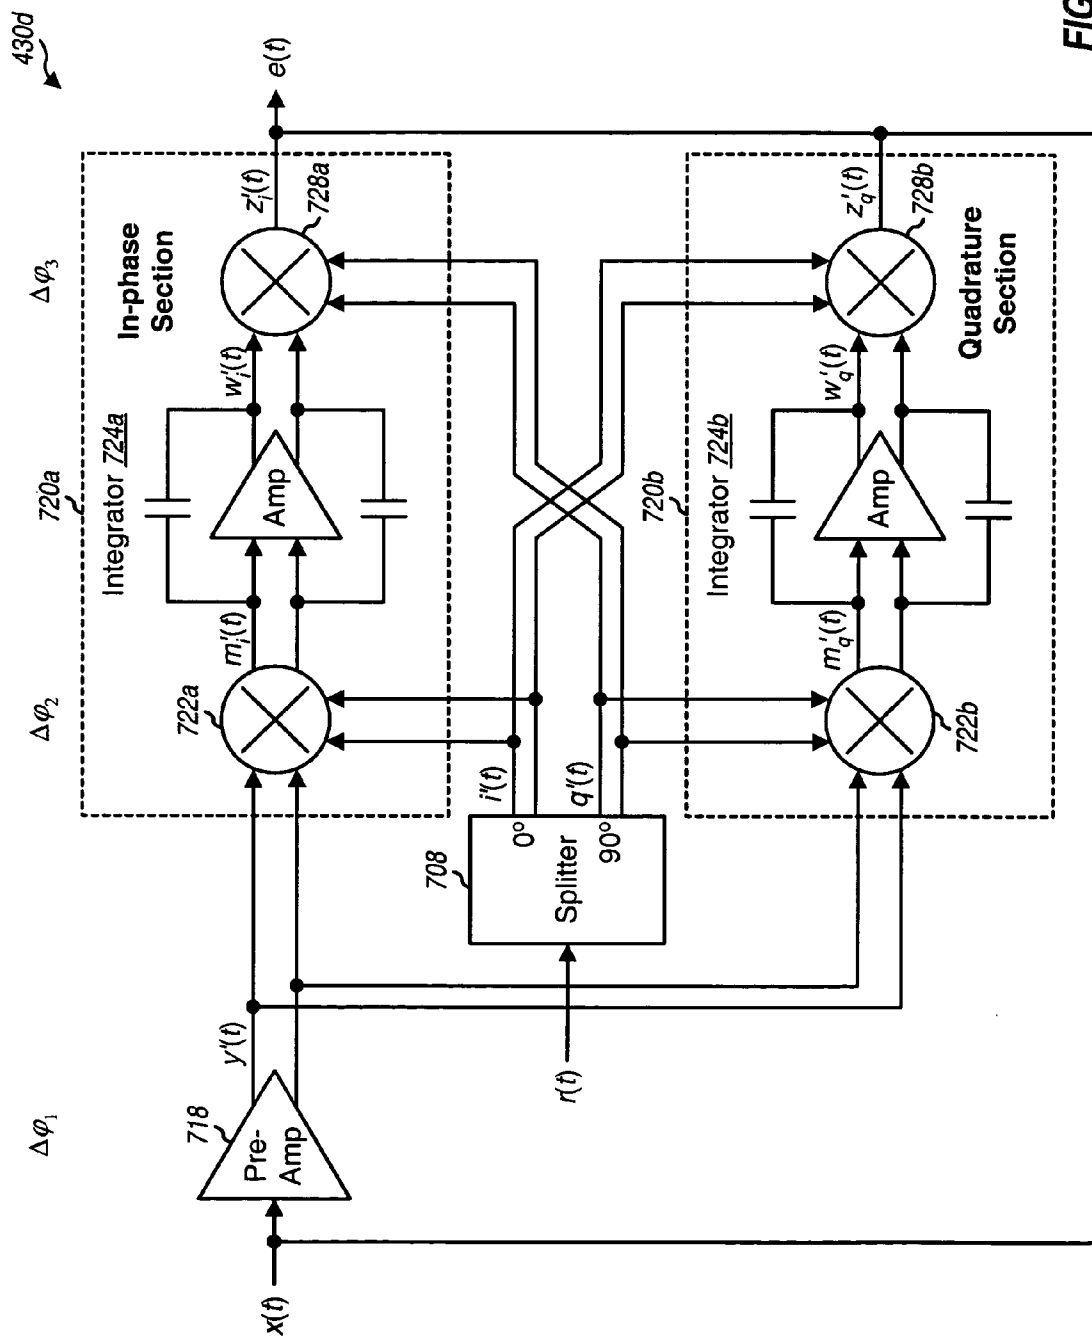 430d
Δφ₁
Δφ₂
Δφ₃
720a
In-phase
Section
Integrator 724a
Amp
722a
m'ᵢ(t)
w'ᵢ(t)
z'ᵢ(t)
728a
e(t)
x(t)
718
Pre-
Amp
y'(t)
r(t)
708
Splitter
0°
90°
i'(t)
q'(t)
720b
Integrator 724b
Amp
722b
m'q(t)
w'q(t)
z'q(t)
728b
Quadrature
Section
FIG